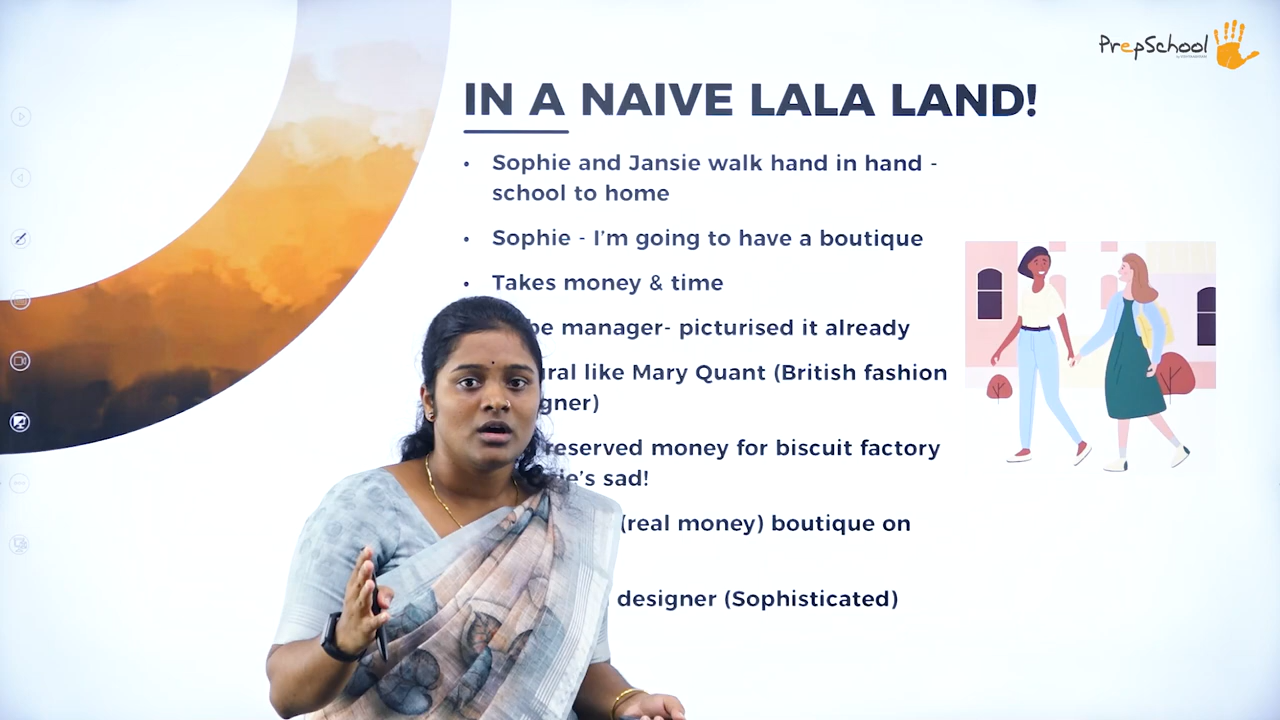 PrepSchool
IN A NAIVE LALA LAND!
• Sophie and Jansie walk hand in hand -
school to home
• Sophie - I'm going to have a boutique
• Takes money & time
be manager- picturised it already
like Mary Quant (British fashion
reserved money for biscuit factory
sad!
(real money) boutique on
designer (Sophisticated)